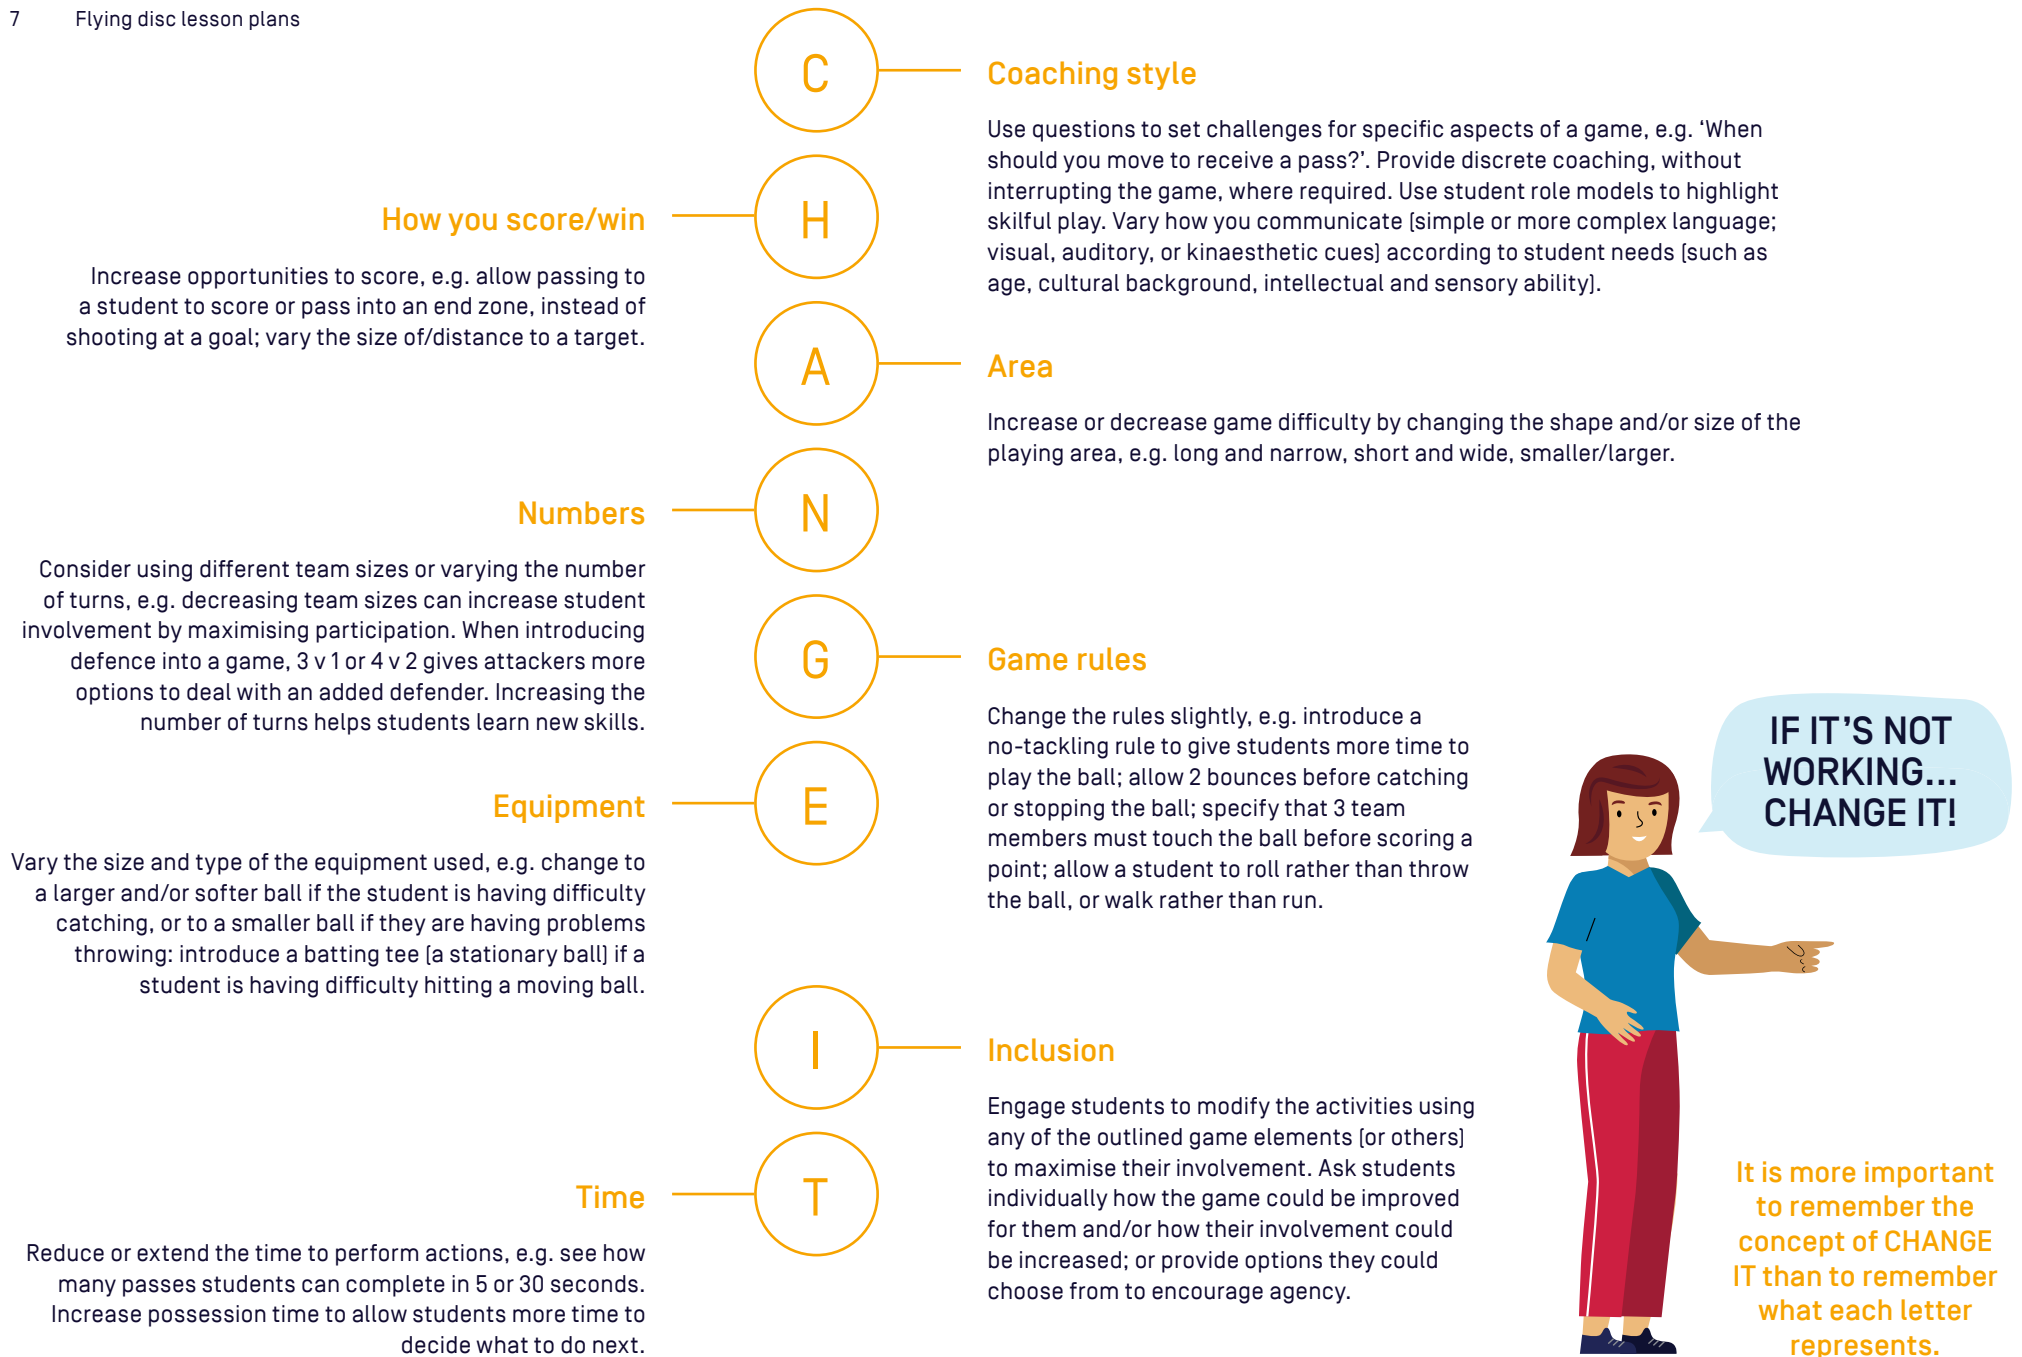 7 Flying disc lesson plans
C
Coaching style
Use questions to set challenges for specific aspects of a game, e.g. ‘When
should you move to receive a pass?’. Provide discrete coaching, without
interrupting the game, where required. Use student role models to highlight
skilful play. Vary how you communicate (simple or more complex language;
visual, auditory, or kinaesthetic cues) according to student needs (such as
age, cultural background, intellectual and sensory ability).
H
How you score/win
Increase opportunities to score, e.g. allow passing to
a student to score or pass into an end zone, instead of
shooting at a goal; vary the size of/distance to a target.
A
Area
Increase or decrease game difficulty by changing the shape and/or size of the
playing area, e.g. long and narrow, short and wide, smaller/larger.
N
Numbers
Consider using different team sizes or varying the number
of turns, e.g. decreasing team sizes can increase student
involvement by maximising participation. When introducing
defence into a game, 3 v 1 or 4 v 2 gives attackers more
options to deal with an added defender. Increasing the
number of turns helps students learn new skills.
G
Game rules
Change the rules slightly, e.g. introduce a
no-tackling rule to give students more time to
play the ball; allow 2 bounces before catching
or stopping the ball; specify that 3 team
members must touch the ball before scoring a
point; allow a student to roll rather than throw
the ball, or walk rather than run.
E
Equipment
Vary the size and type of the equipment used, e.g. change to
a larger and/or softer ball if the student is having difficulty
catching, or to a smaller ball if they are having problems
throwing: introduce a batting tee (a stationary ball) if a
student is having difficulty hitting a moving ball.
I
Inclusion
Engage students to modify the activities using
any of the outlined game elements (or others)
to maximise their involvement. Ask students
individually how the game could be improved
for them and/or how their involvement could
be increased; or provide options they could
choose from to encourage agency.
T
Time
Reduce or extend the time to perform actions, e.g. see how
many passes students can complete in 5 or 30 seconds.
Increase possession time to allow students more time to
decide what to do next.
IF IT’S NOT
WORKING...
CHANGE IT!
It is more important
to remember the
concept of CHANGE
IT than to remember
what each letter
represents.